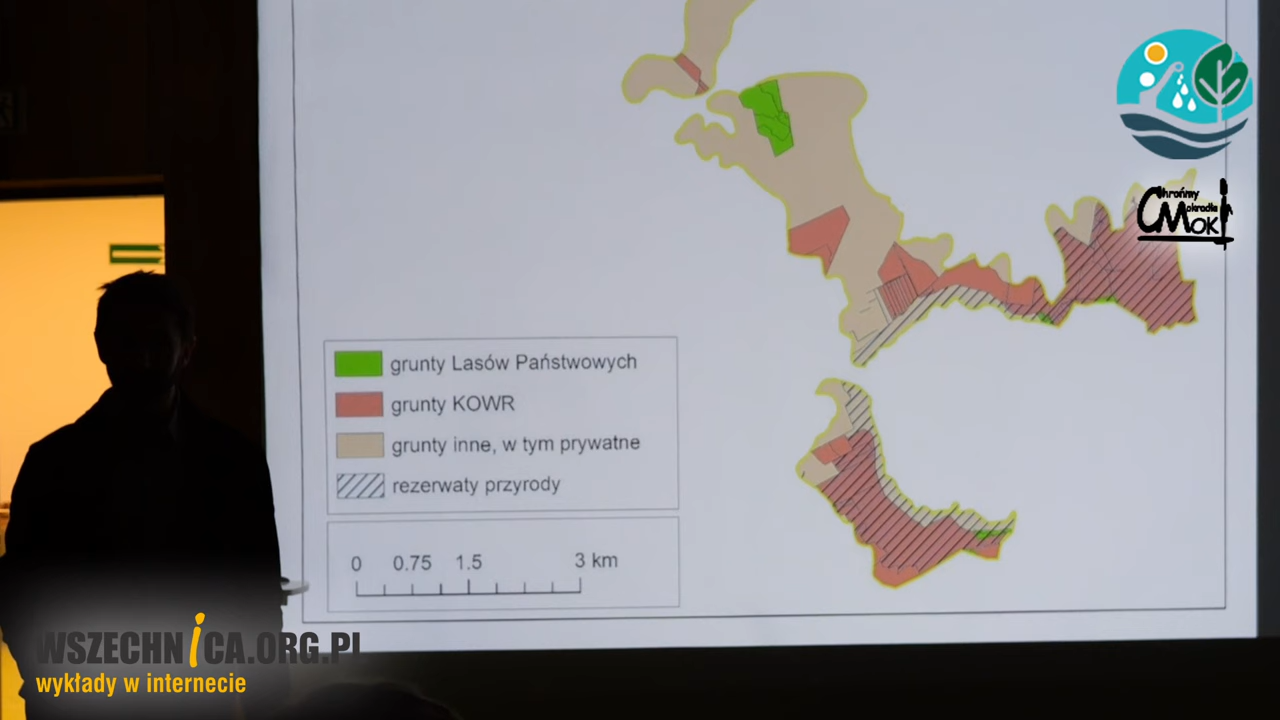 Chrońmy
Mokradła
CMOK
grunty Lasów Państwowych
grunty KOWR
grunty inne, w tym prywatne
rezerwaty przyrody
0 0.75 1.5 3 km
WSZECHNICA.ORG.PL
wykłady w internecie